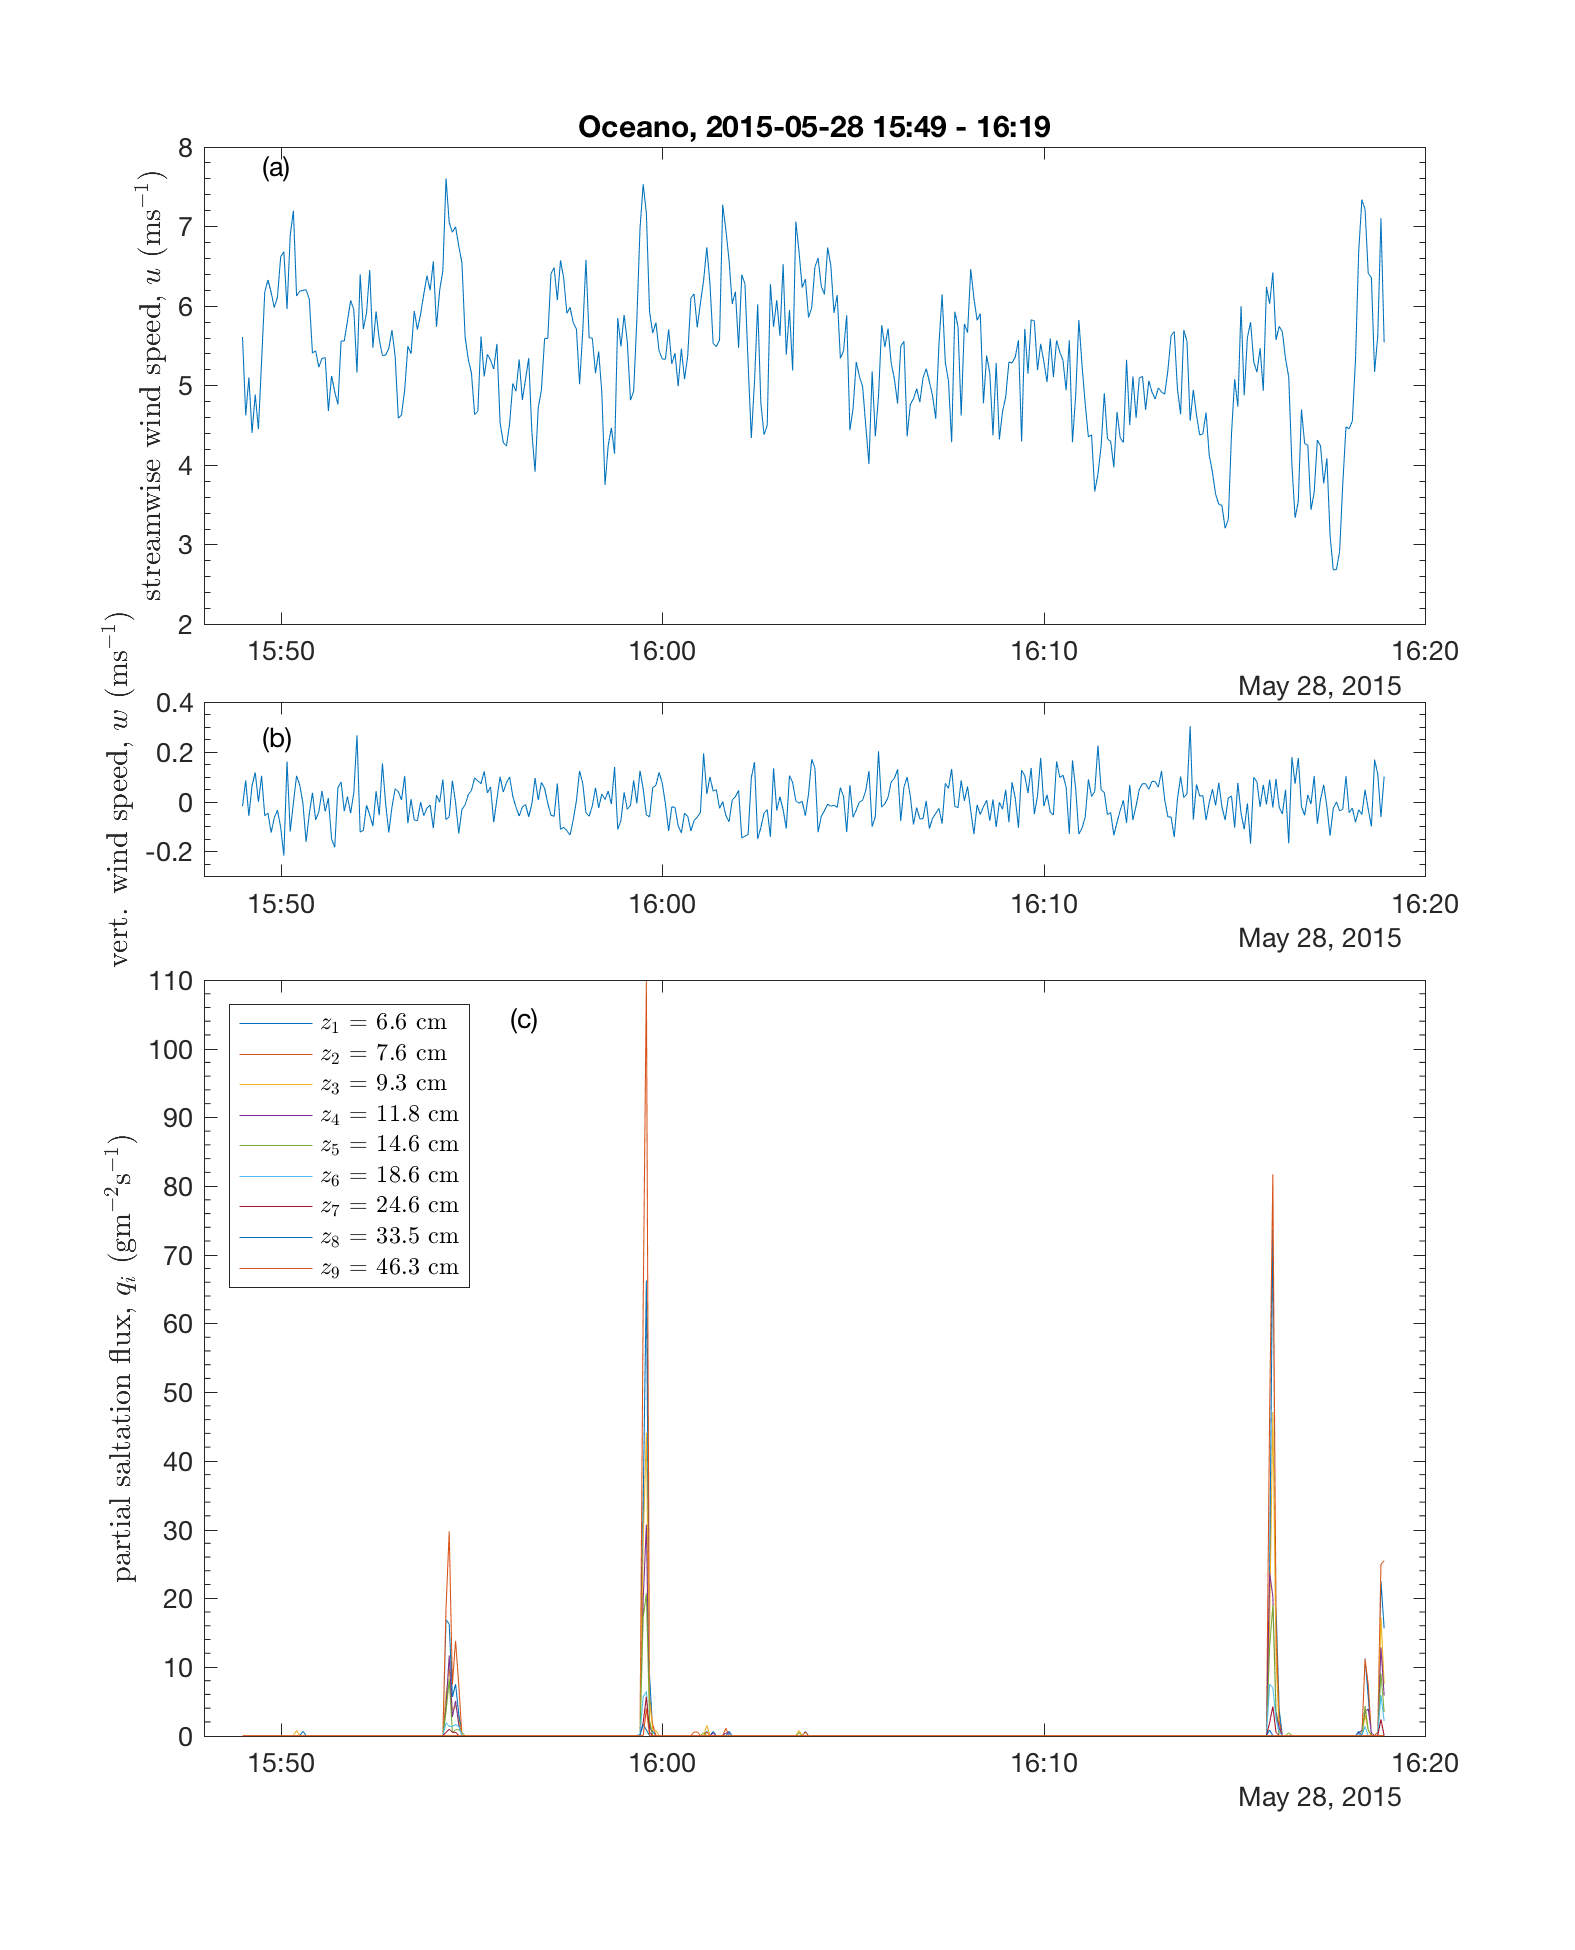 Oceano, 2015-05-28 15:49 - 16:19
(a)
streamwise wind speed, u (ms⁻¹)
8
7
6
5
4
3
2
15:50 16:00 16:10 16:20
May 28, 2015
(b)
vert. wind speed, w (ms⁻¹)
0.4
0.2
0
-0.2
15:50 16:00 16:10 16:20
May 28, 2015
(c)
partial saltation flux, qᵢ (gm⁻²s⁻¹)
110
100
90
80
70
60
50
40
30
20
10
0
z₁ = 6.6 cm
z₂ = 7.6 cm
z₃ = 9.3 cm
z₄ = 11.8 cm
z₅ = 14.6 cm
z₆ = 18.6 cm
z₇ = 24.6 cm
z₈ = 33.5 cm
z₉ = 46.3 cm
15:50 16:00 16:10 16:20
May 28, 2015